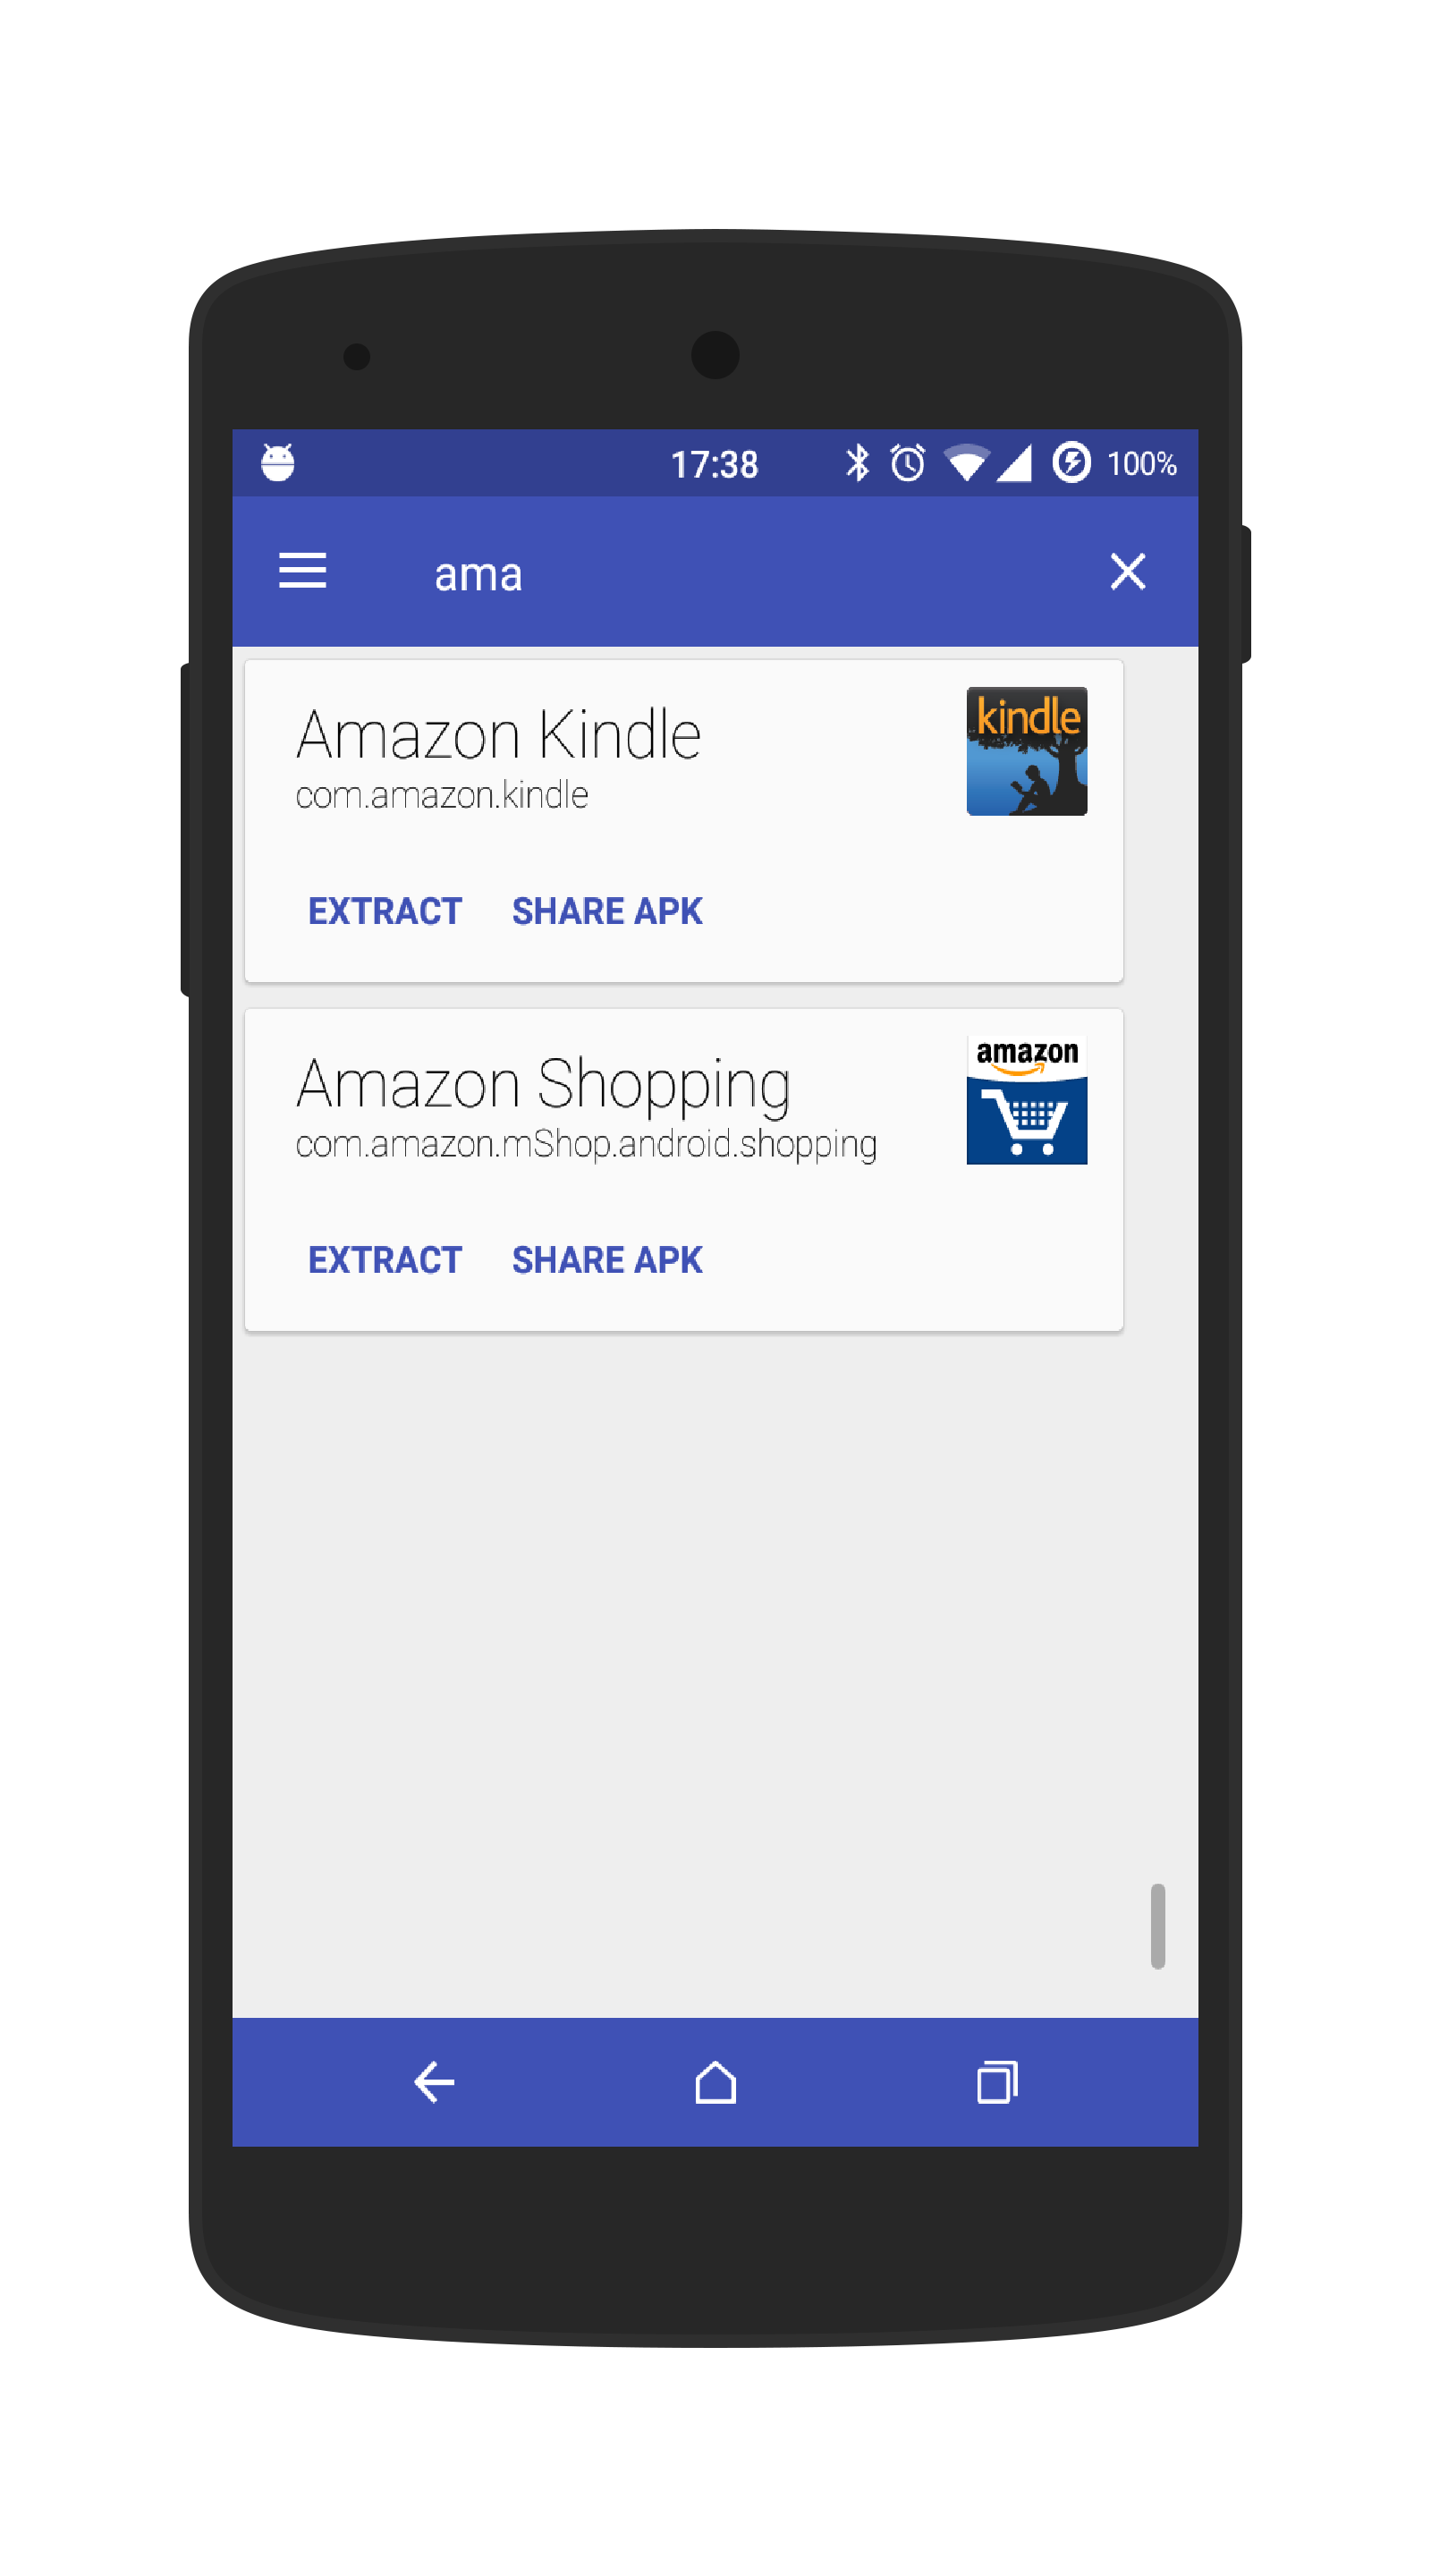 17:38 100%
ama
Amazon Kindle
com.amazon.kindle
kindle
EXTRACT SHARE APK
Amazon Shopping
com.amazon.mShop.android.shopping
amazon
EXTRACT SHARE APK